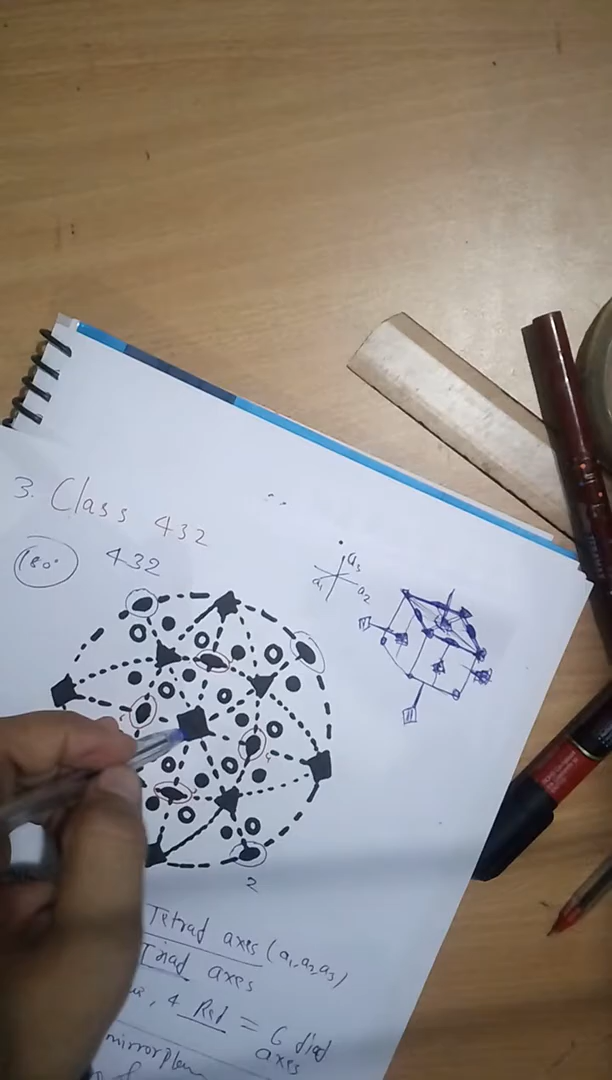 3. Class 432
180°
432
a₃
a₁
a₂
2
Tetrad axes (a₁, a₂, a₃)
Triad axes
, 4 Red = 6 diad
axes
mirrorplan